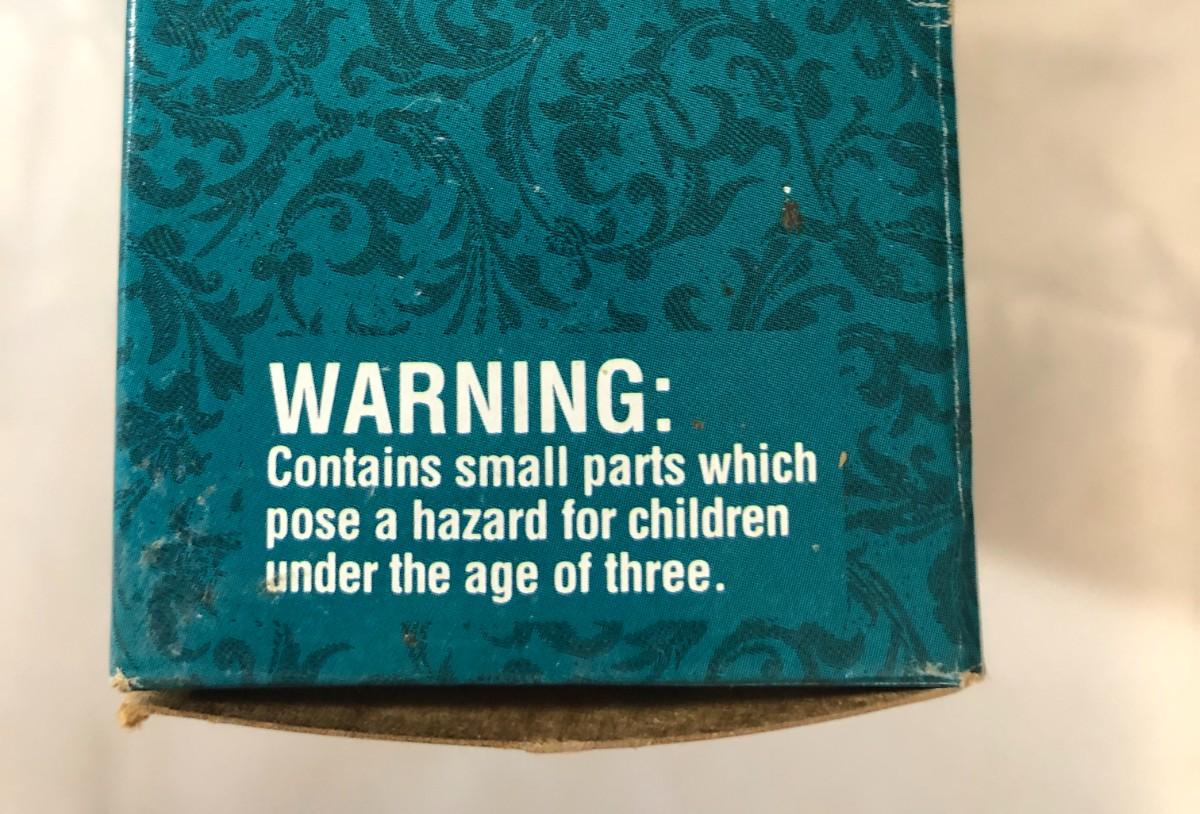 WARNING:
Contains small parts which
pose a hazard for children
under the age of three.